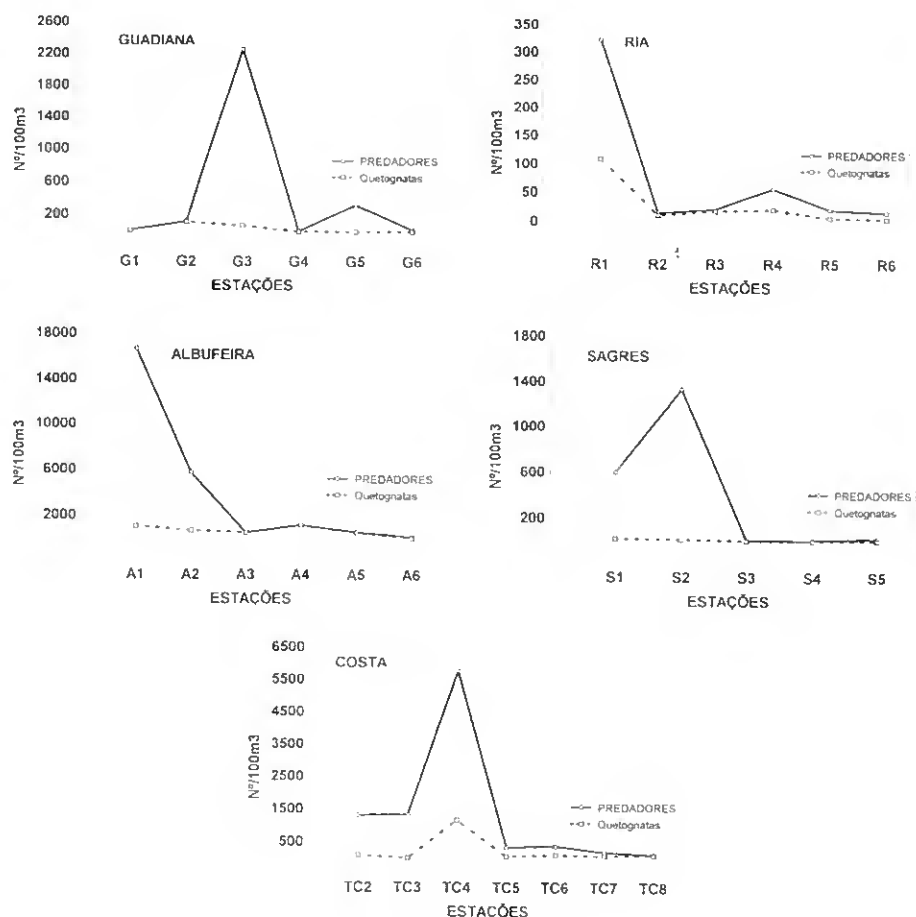 GUADIANA
Nº/100m3
2600
2200
1800
1400
1000
600
200
PREDADORES
Quetognatas
G1 G2 G3 G4 G5 G6
ESTAÇÕES
RIA
Nº/100m3
350
300
250
200
150
100
50
0
PREDADORES
Quetognatas
R1 R2 R3 R4 R5 R6
ESTAÇÕES
ALBUFEIRA
Nº/100m3
18000
14000
10000
6000
2000
PREDADORES
Quetognatas
A1 A2 A3 A4 A5 A6
ESTAÇÕES
SAGRES
Nº/100m3
1800
1400
1000
600
200
PREDADORES
Quetognatas
S1 S2 S3 S4 S5
ESTAÇÕES
COSTA
Nº/100m3
6500
5500
4500
3500
2500
1500
500
PREDADORES
Quetognatas
TC2 TC3 TC4 TC5 TC6 TC7 TC8
ESTAÇÕES